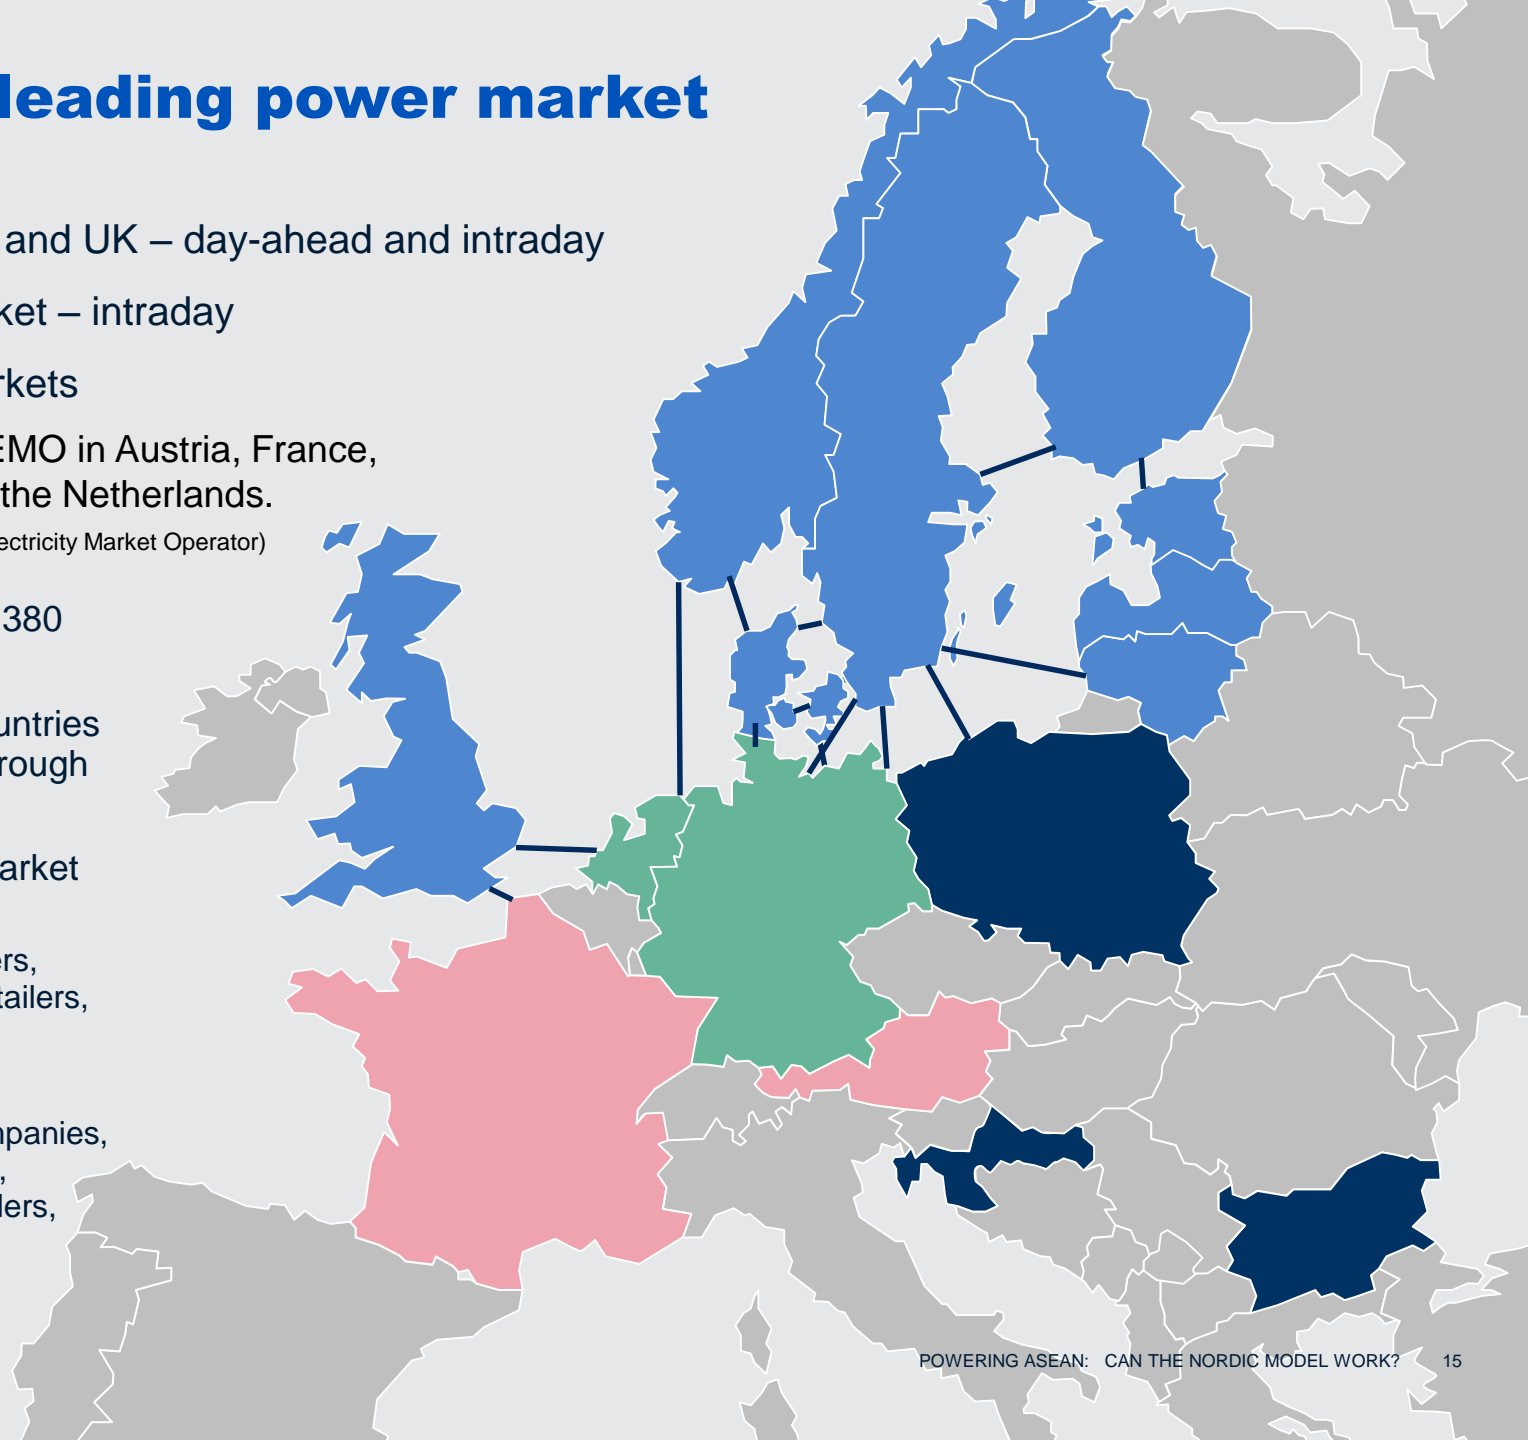 leading power market
and UK – day-ahead and intraday
ket – intraday
rkets
EMO in Austria, France,
the Netherlands.
ectricity Market Operator)
380
untries
rough
arket
ers,
tailers,
mpanies,
,
lers,
POWERING ASEAN: CAN THE NORDIC MODEL WORK? 15